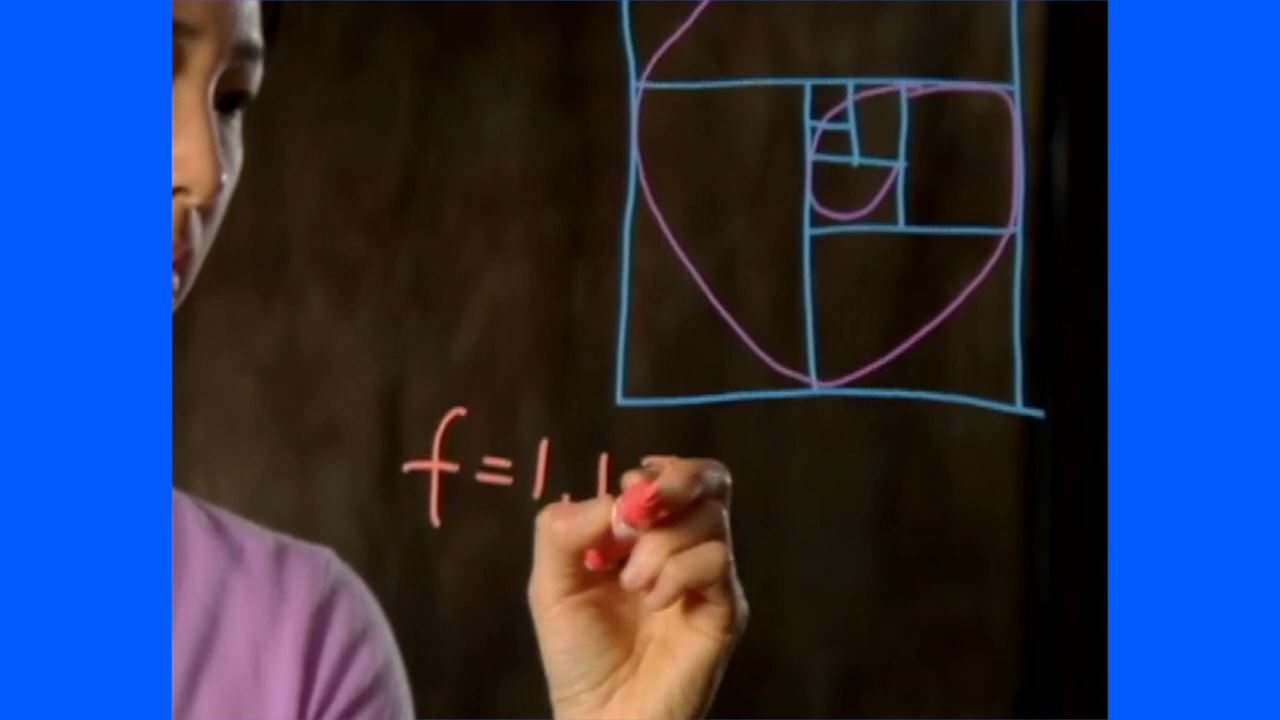 f = 1, 1